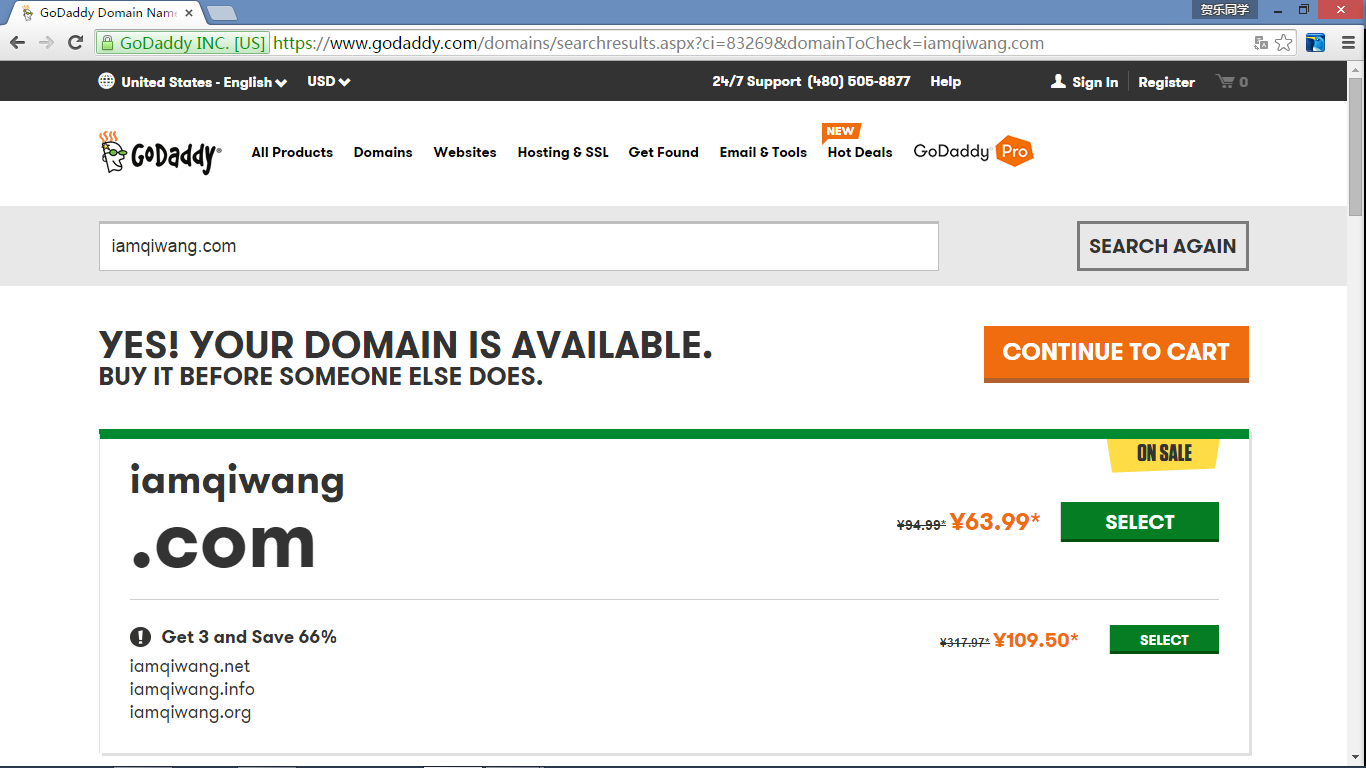 GoDaddy Domain Nam
贺乐同学
GoDaddy INC. [US] https://www.godaddy.com/domains/searchresults.aspx?ci=83269&domainToCheck=iamqiwang.com
United States - English USD 24/7 Support (480) 505-8877 Help Sign In Register 0
NEW
GoDaddy® All Products Domains Websites Hosting & SSL Get Found Email & Tools Hot Deals GoDaddy Pro
iamqiwang.com SEARCH AGAIN
YES! YOUR DOMAIN IS AVAILABLE.
BUY IT BEFORE SOMEONE ELSE DOES.
CONTINUE TO CART
ON SALE
iamqiwang
.com
¥94.99* ¥63.99* SELECT
Get 3 and Save 66% ¥317.97* ¥109.50* SELECT
iamqiwang.net
iamqiwang.info
iamqiwang.org